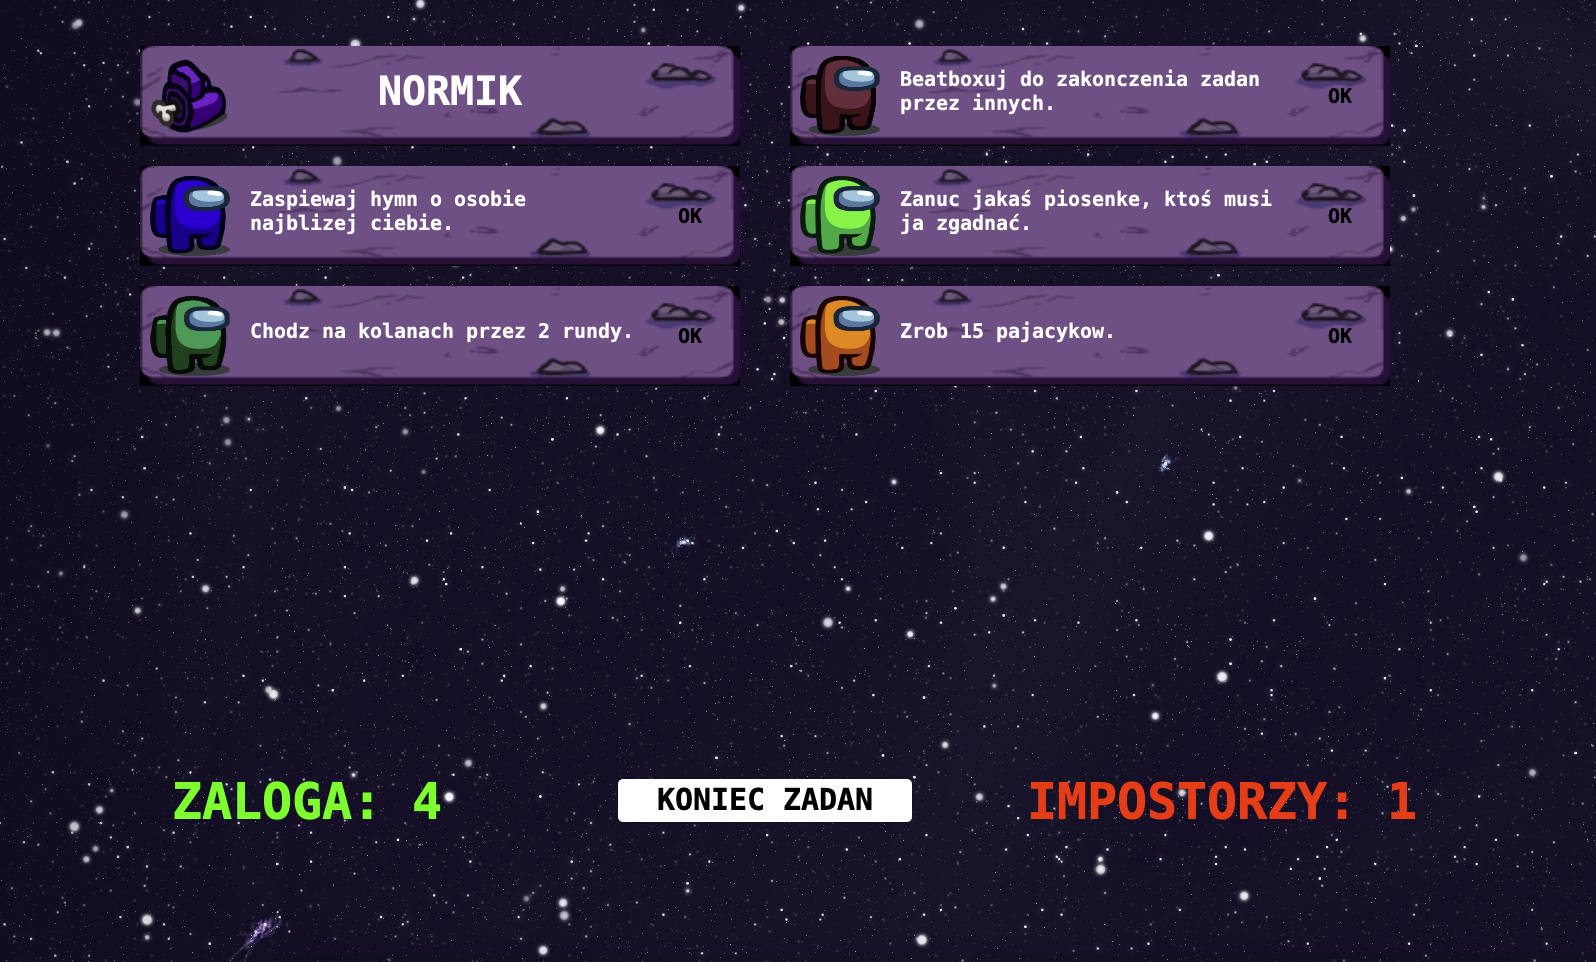 NORMIK
Beatboxuj do zakonczenia zadan
przez innych.
OK
Zaspiewaj hymn o osobie
najblizej ciebie.
OK
Zanuc jakaś piosenke, ktoś musi
ja zgadnać.
OK
Chodz na kolanach przez 2 rundy.
OK
Zrob 15 pajacykow.
OK
ZALOGA: 4
KONIEC ZADAN
IMPOSTORZY: 1